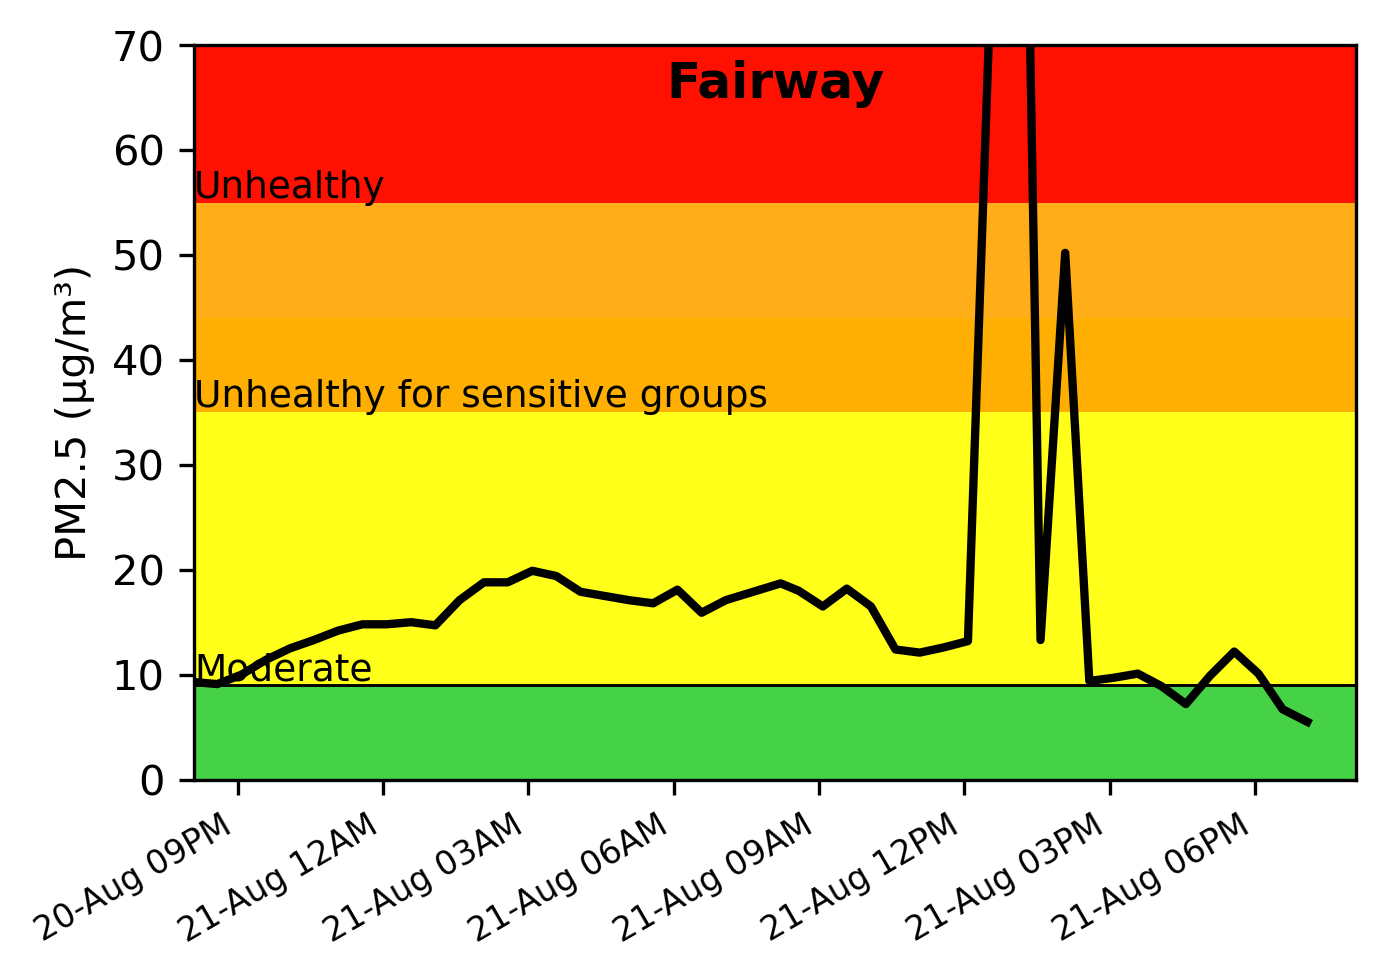 Fairway
PM2.5 (µg/m³)
70
60
50
40
30
20
10
0
Unhealthy
Unhealthy for sensitive groups
Moderate
20-Aug 09PM
21-Aug 12AM
21-Aug 03AM
21-Aug 06AM
21-Aug 09AM
21-Aug 12PM
21-Aug 03PM
21-Aug 06PM